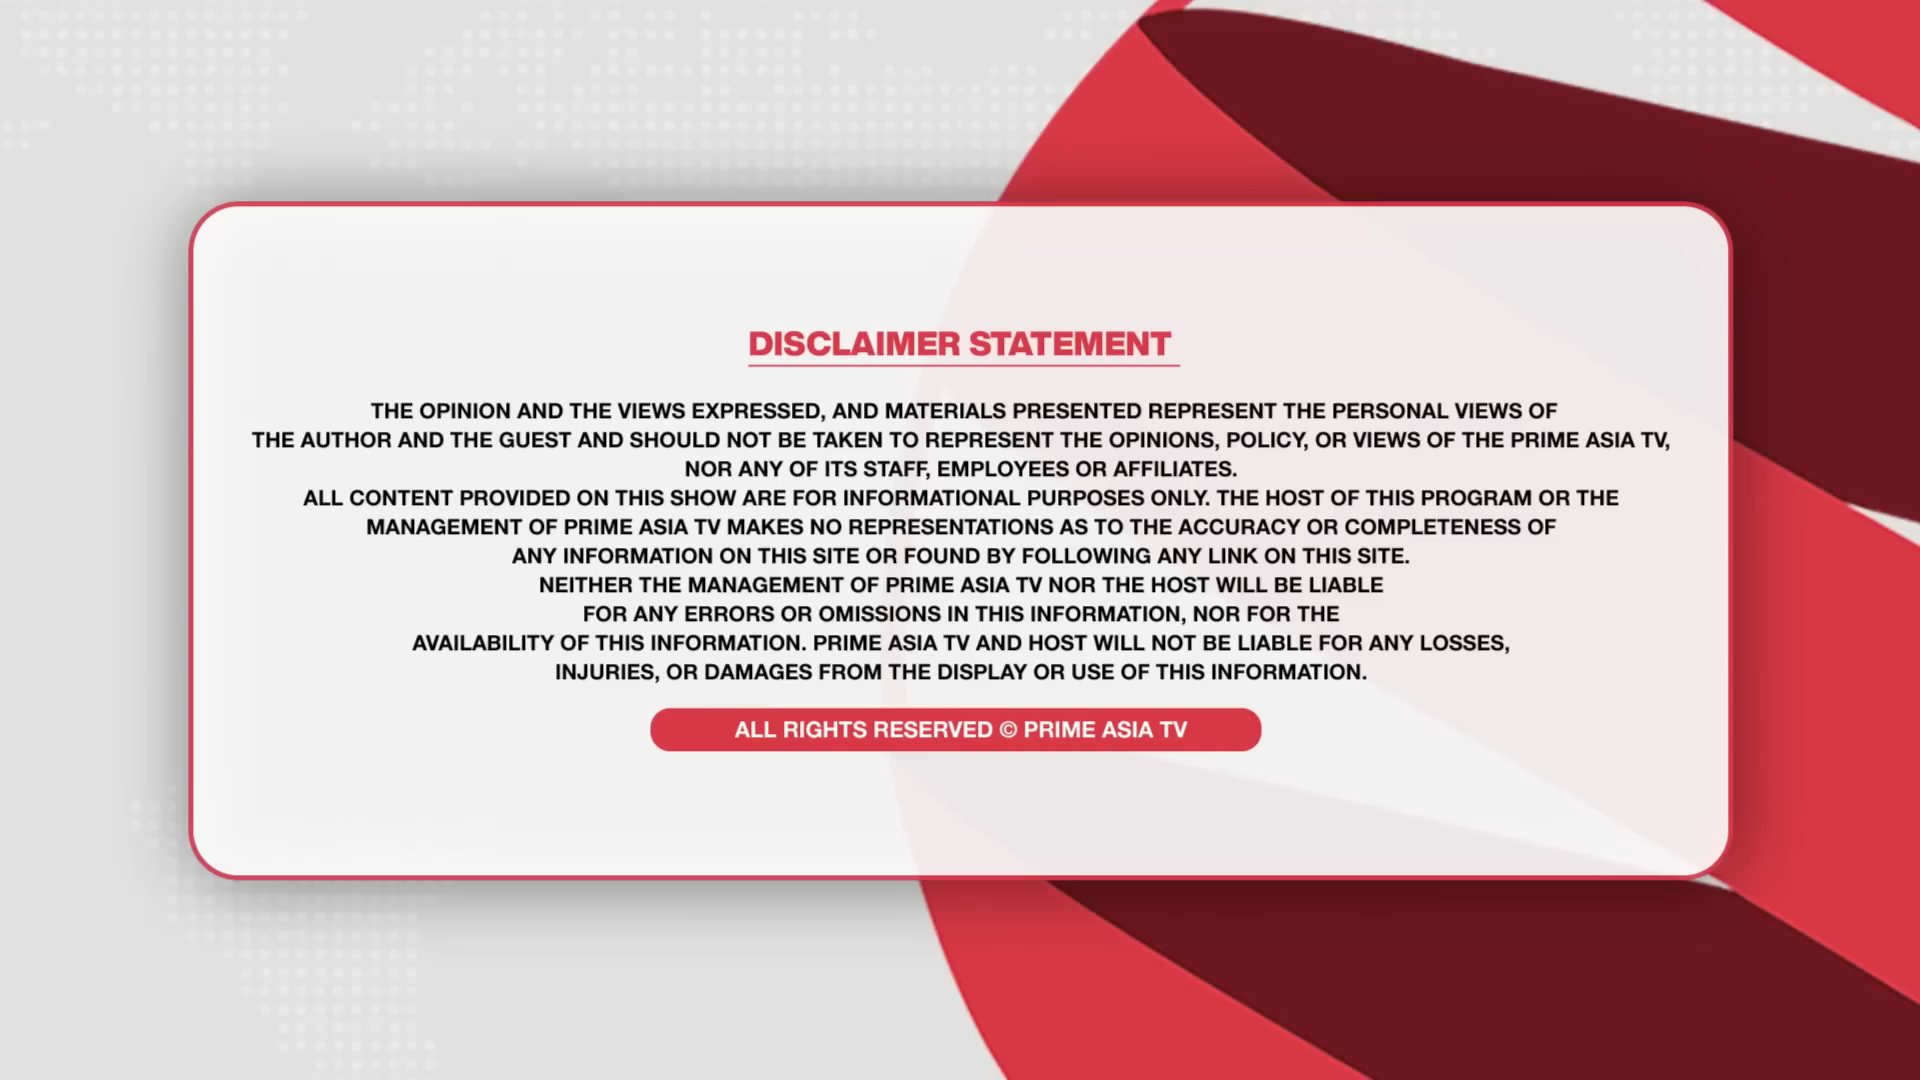 DISCLAIMER STATEMENT
THE OPINION AND THE VIEWS EXPRESSED, AND MATERIALS PRESENTED REPRESENT THE PERSONAL VIEWS OF
THE AUTHOR AND THE GUEST AND SHOULD NOT BE TAKEN TO REPRESENT THE OPINIONS, POLICY, OR VIEWS OF THE PRIME ASIA TV,
NOR ANY OF ITS STAFF, EMPLOYEES OR AFFILIATES.
ALL CONTENT PROVIDED ON THIS SHOW ARE FOR INFORMATIONAL PURPOSES ONLY. THE HOST OF THIS PROGRAM OR THE
MANAGEMENT OF PRIME ASIA TV MAKES NO REPRESENTATIONS AS TO THE ACCURACY OR COMPLETENESS OF
ANY INFORMATION ON THIS SITE OR FOUND BY FOLLOWING ANY LINK ON THIS SITE.
NEITHER THE MANAGEMENT OF PRIME ASIA TV NOR THE HOST WILL BE LIABLE
FOR ANY ERRORS OR OMISSIONS IN THIS INFORMATION, NOR FOR THE
AVAILABILITY OF THIS INFORMATION. PRIME ASIA TV AND HOST WILL NOT BE LIABLE FOR ANY LOSSES,
INJURIES, OR DAMAGES FROM THE DISPLAY OR USE OF THIS INFORMATION.
ALL RIGHTS RESERVED © PRIME ASIA TV